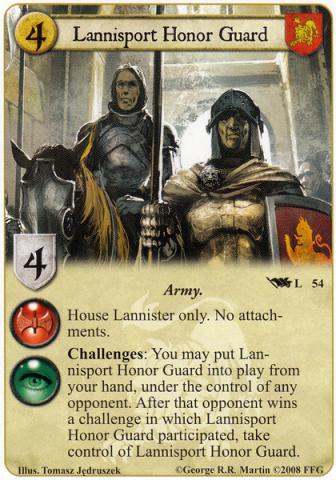 4 Lannisport Honor Guard
4
Army.
L 54
House Lannister only. No attach-
ments.
Challenges: You may put Lan-
nisport Honor Guard into play from
your hand, under the control of any
opponent. After that opponent wins
a challenge in which Lannisport
Honor Guard participated, take
control of Lannisport Honor Guard.
Illus. Tomasz Jędruszek ©George R.R. Martin ©2008 FFG